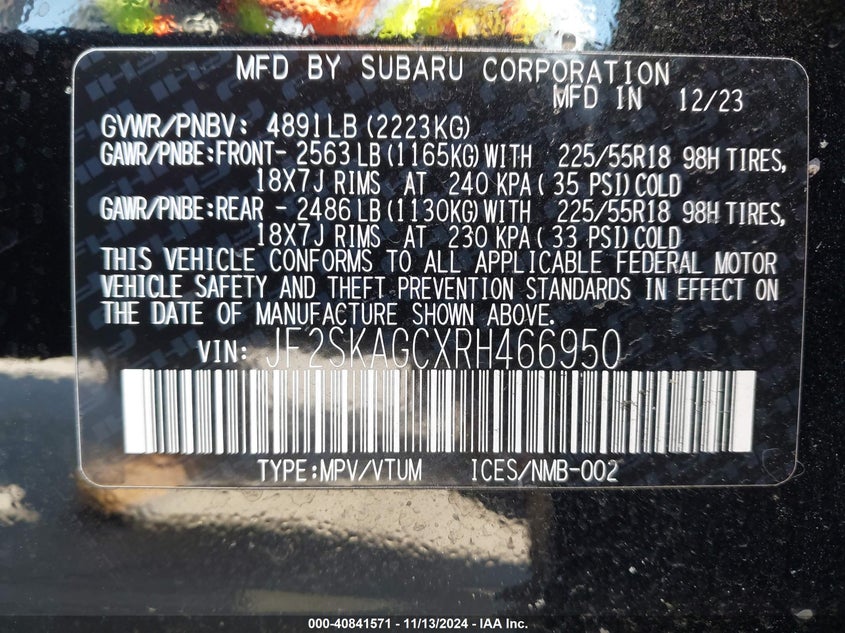 MFD BY SUBARU CORPORATION
MFD IN 12/23
GVWR/PNBV: 4891LB(2223KG)
GAWR/PNBE:FRONT- 2563LB(1165KG)WITH 225/55R18 98H TIRES,
18X7J RIMS AT 240 KPA( 35 PSI)COLD
GAWR/PNBE:REAR - 2486LB(1130KG)WITH 225/55R18 98H TIRES,
18X7J RIMS AT 230 KPA( 33 PSI)COLD
THIS VEHICLE CONFORMS TO ALL APPLICABLE FEDERAL MOTOR
VEHICLE SAFETY AND THEFT PREVENTION STANDARDS IN EFFECT ON
THE DATE OF MANUFACTURE SHOWN ABOVE.
VIN: JF2SKAGCXRH466950
TYPE:MPV/VTUM ICES/NMB-002
000-40841571 - 11/13/2024 - IAA Inc.